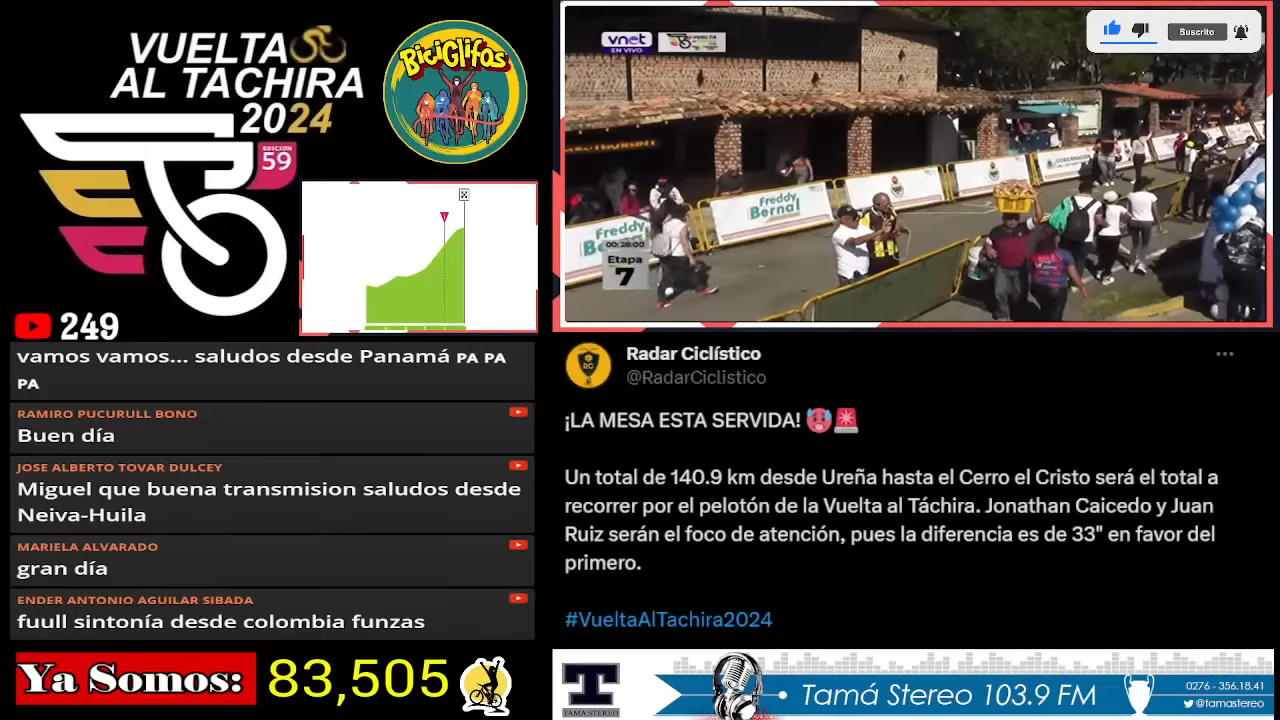 VUELTA
AL TACHIRA
2024
EDICION
59
BiciGlifos
249
vamos vamos... saludos desde Panamá PA PA
PA
RAMIRO PUCURULL BONO
Buen día
JOSE ALBERTO TOVAR DULCEY
Miguel que buena transmision saludos desde
Neiva-Huila
MARIELA ALVARADO
gran día
ENDER ANTONIO AGUILAR SIBADA
fuull sintonía desde colombia funzas
Ya Somos: 83,505
vnet
EN VIVO
Suscrito
Freddy
Bernal
Freddy
Bernal
00:28:00
Etapa
7
Radar Ciclístico
@RadarCiclistico
¡LA MESA ESTA SERVIDA! 🥵🚨
Un total de 140.9 km desde Ureña hasta el Cerro el Cristo será el total a
recorrer por el pelotón de la Vuelta al Táchira. Jonathan Caicedo y Juan
Ruiz serán el foco de atención, pues la diferencia es de 33" en favor del
primero.
#VueltaAlTachira2024
T
TAMA STEREO
Tamá Stereo 103.9 FM
0276 - 356.18.41
@tamastereo